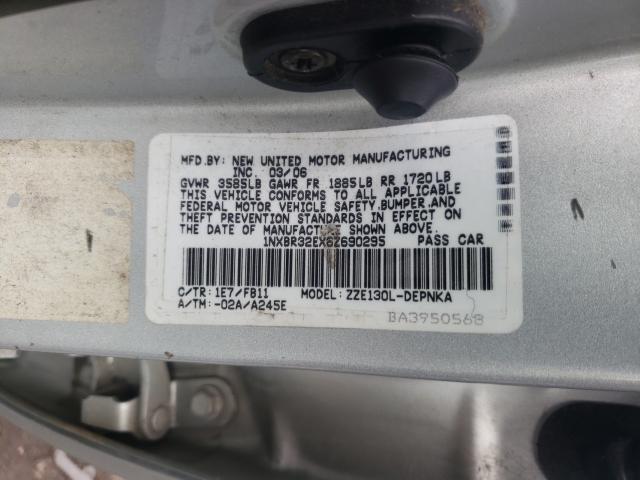 MFD.BY: NEW UNITED MOTOR MANUFACTURING
INC. 03/06
GVWR 3585LB GAWR FR 1885LB RR 1720LB
THIS VEHICLE CONFORMS TO ALL APPLICABLE
FEDERAL MOTOR VEHICLE SAFETY,BUMPER,AND
THEFT PREVENTION STANDARDS IN EFFECT ON
THE DATE OF MANUFACTURE SHOWN ABOVE.
1NXBR32EX6Z690295 PASS CAR
C/TR: 1E7/FB11 MODEL: ZZE130L-DEPNKA
A/TM: -02A/A245E
BA3950568